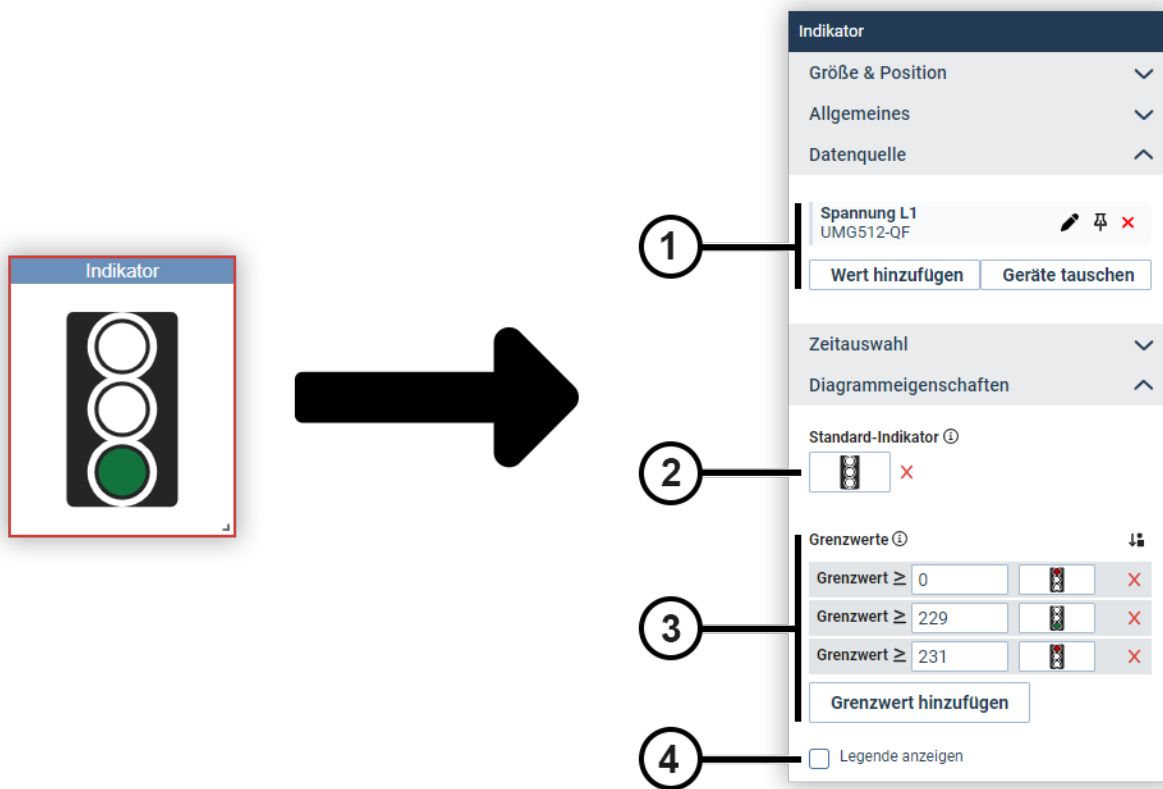 Indikator
Indikator
Größe & Position
Allgemeines
Datenquelle
1
Spannung L1
UMG512-QF
Wert hinzufügen Geräte tauschen
Zeitauswahl
Diagrammeigenschaften
Standard-Indikator
2
Grenzwerte
Grenzwert ≥ 0
3
Grenzwert ≥ 229
Grenzwert ≥ 231
Grenzwert hinzufügen
4
Legende anzeigen